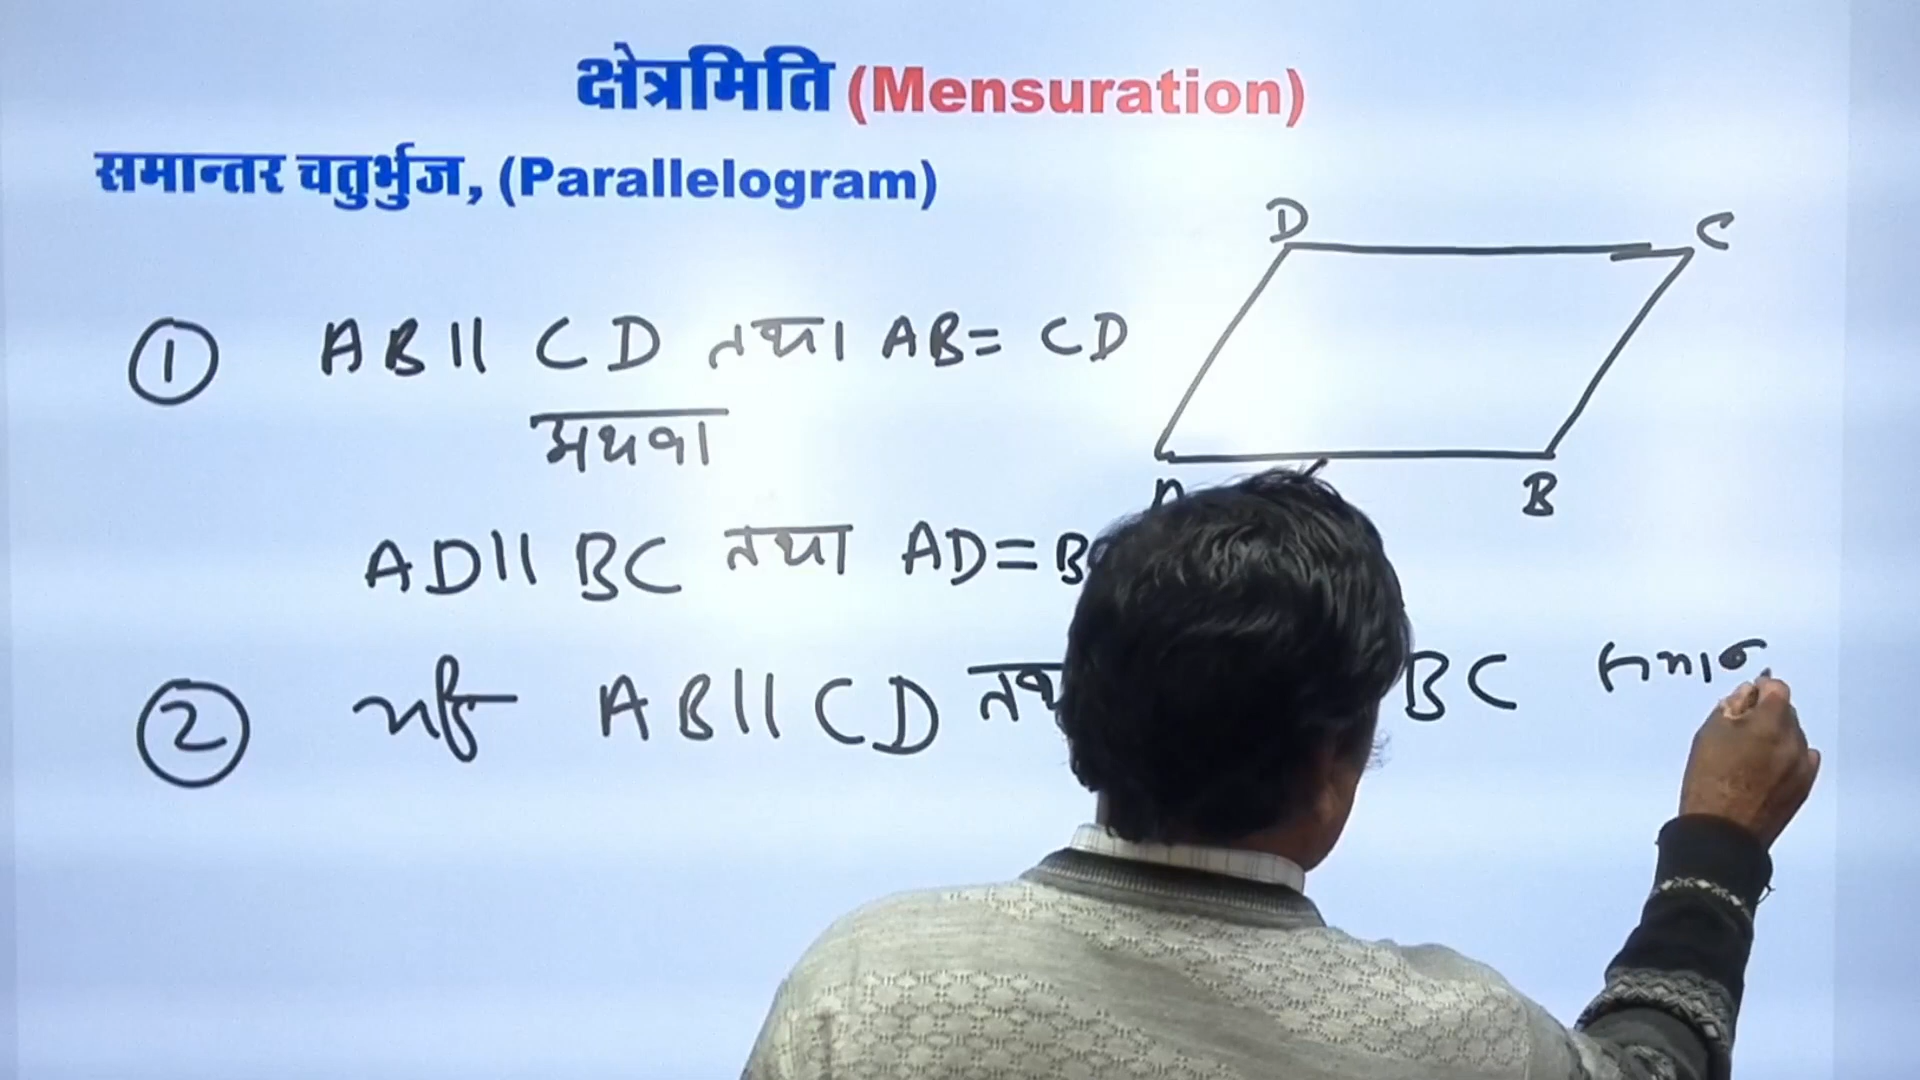 क्षेत्रमिति (Mensuration)
समान्तर चतुर्भुज, (Parallelogram)
D C
① AB || CD तथा AB = CD
अथवा
A B
AD || BC तथा AD = B
② यदि AB || CD BC